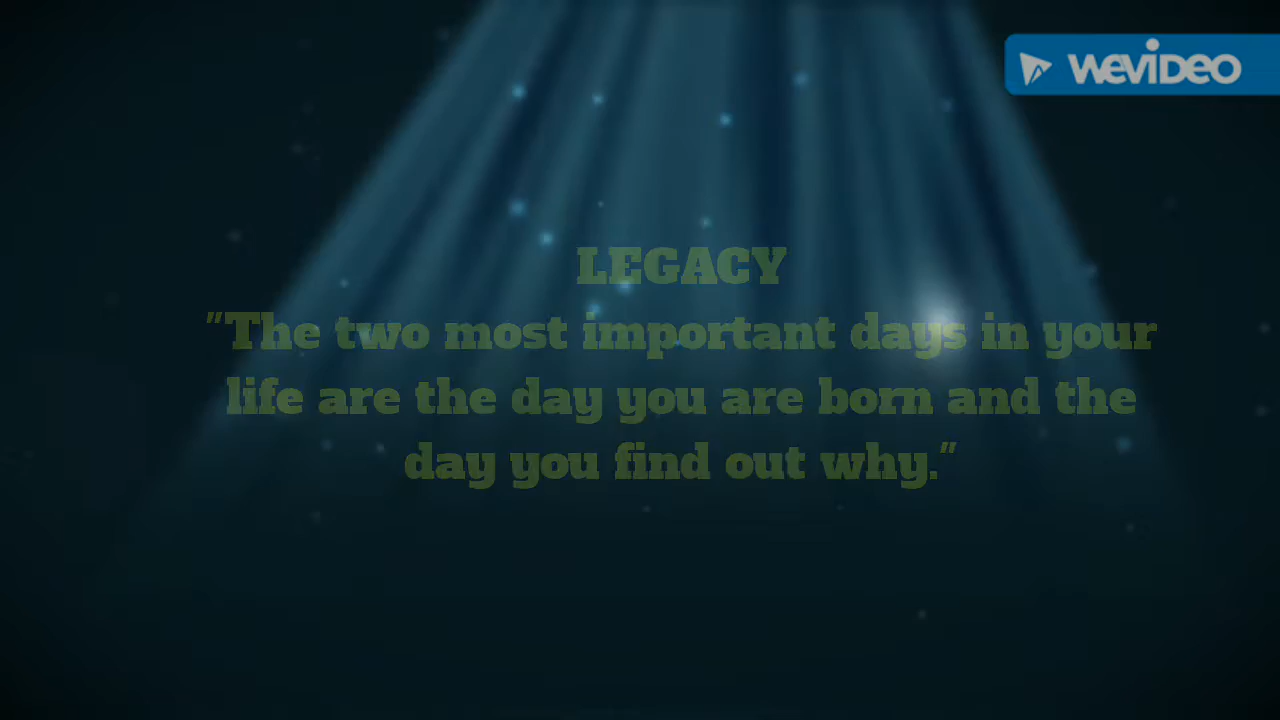 WEVIDEO
LEGACY
"The two most important days in your
life are the day you are born and the
day you find out why."